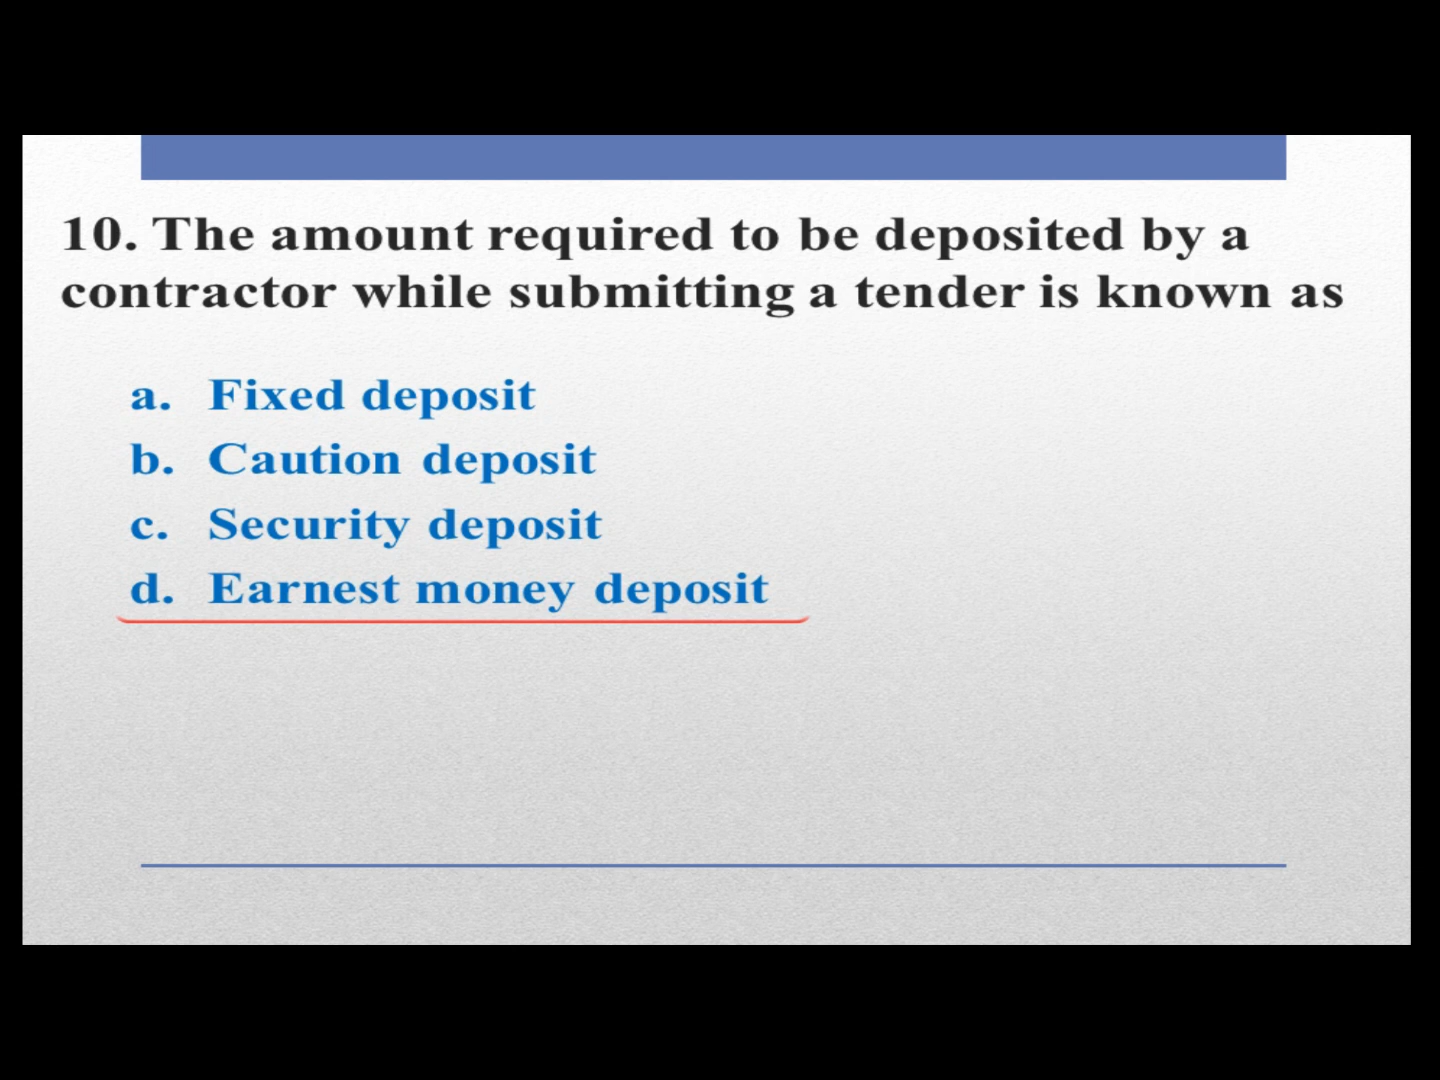 10. The amount required to be deposited by a
contractor while submitting a tender is known as
a. Fixed deposit
b. Caution deposit
c. Security deposit
d. Earnest money deposit